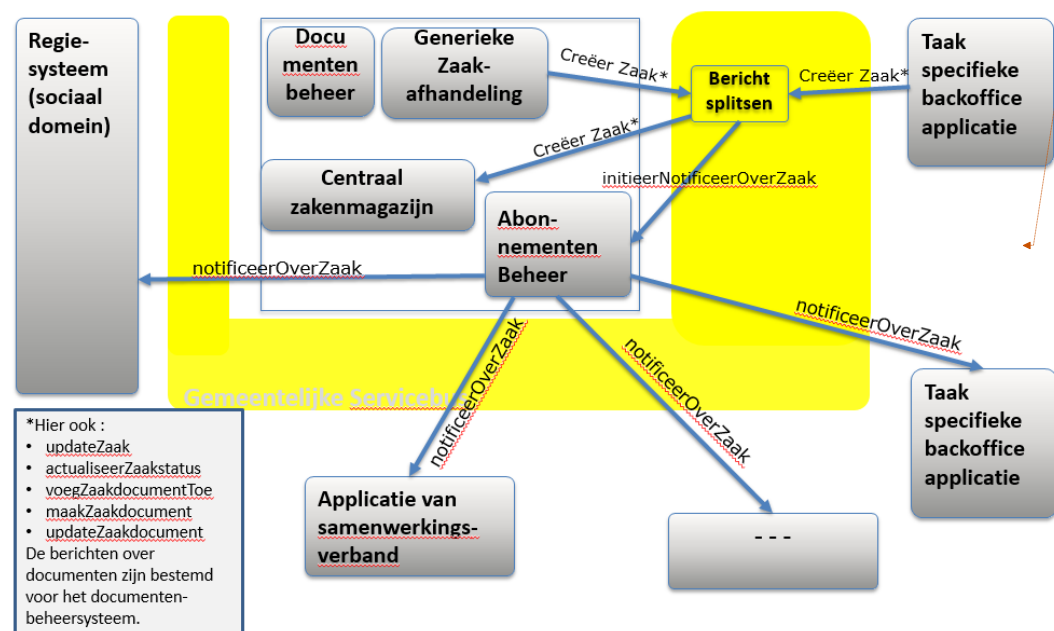 Regie-
systeem
(sociaal
domein)
Docu
menten
beheer
Generieke
Zaak-
afhandeling
Creëer Zaak*
Bericht
splitsen
Creëer Zaak*
Taak
specifieke
backoffice
applicatie
Creëer Zaak*
Centraal
zakenmagazijn
initieerNotificeerOverZaak
Abon-
nementen
Beheer
notificeerOverZaak
notificeerOverZaak
notificeerOverZaak
notificeerOverZaak
Gemeentelijke Servicebu
Taak
specifieke
backoffice
applicatie
Applicatie van
samenwerkings-
verband
- - -
*Hier ook :
• updateZaak
• actualiseerZaakstatus
• voegZaakdocumentToe
• maakZaakdocument
• updateZaakdocument
De berichten over
documenten zijn bestemd
voor het documenten-
beheersysteem.